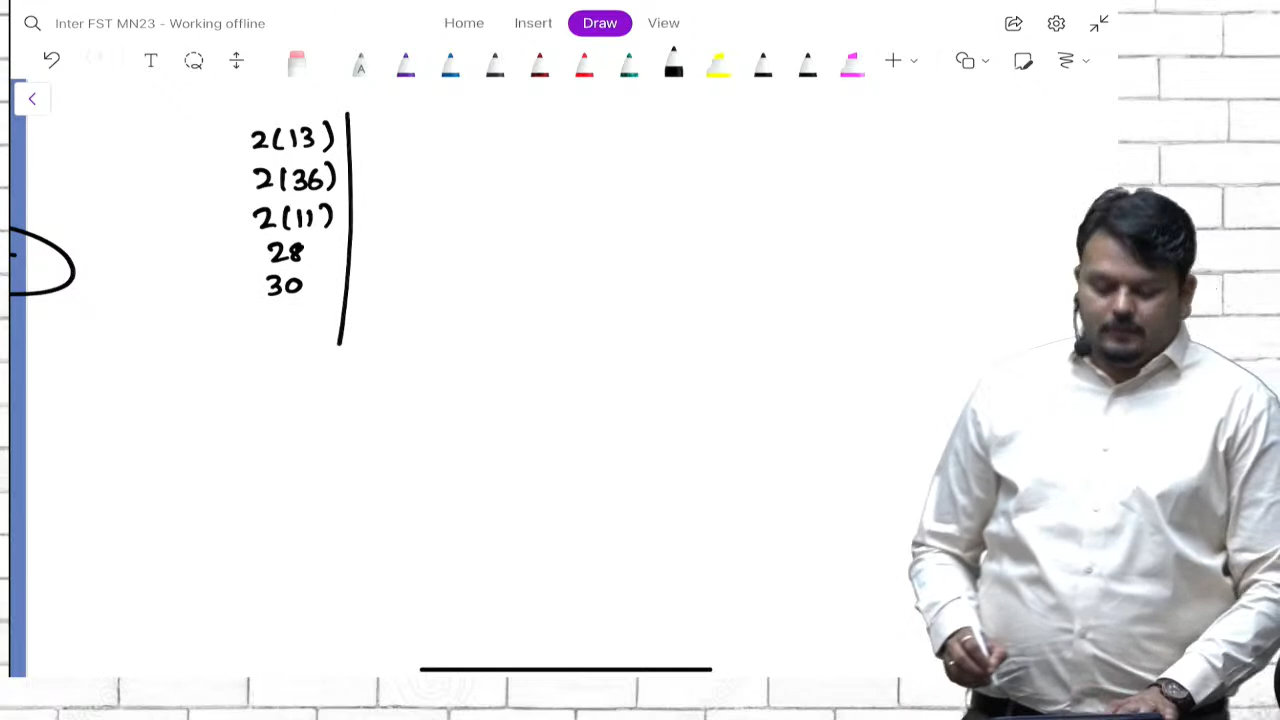 Inter FST MN23 - Working offline
Home Insert Draw View
T
A
2(13)
2(36)
2(11)
28
30